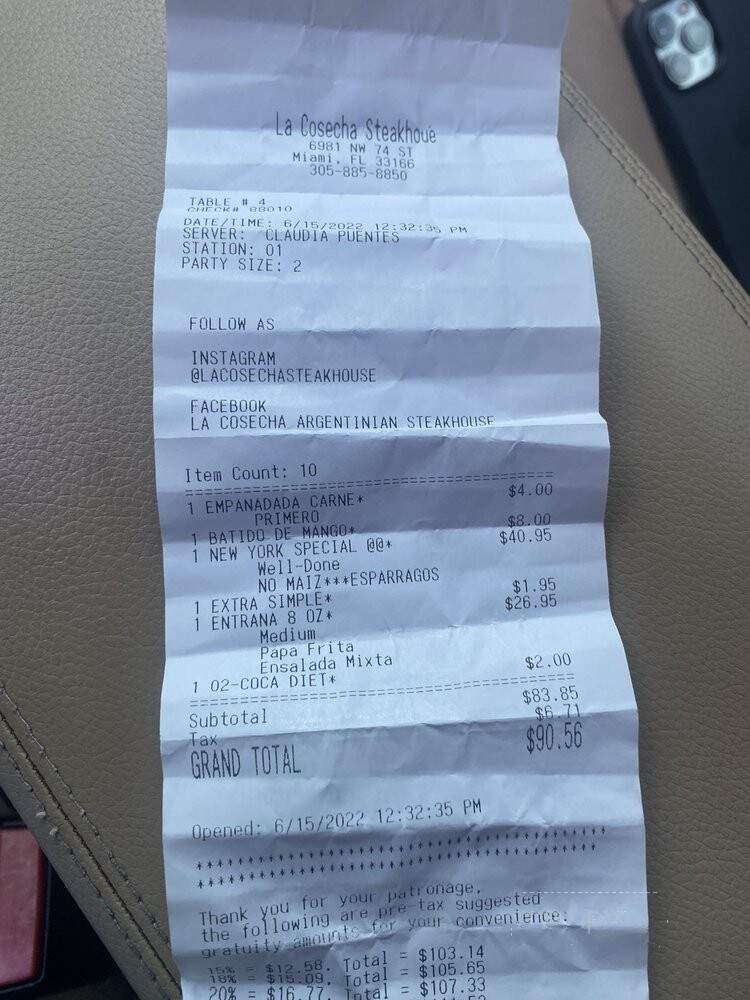 La Cosecha Steakhoue
6981 NW 74 ST
Miami, FL 33166
305-885-8850
TABLE # 4
CHECK# 88010
DATE/TIME: 6/15/2022 12:32:35 PM
SERVER: CLAUDIA PUENTES
STATION: 01
PARTY SIZE: 2
FOLLOW AS
INSTAGRAM
@LACOSECHASTEAKHOUSE
FACEBOOK
LA COSECHA ARGENTINIAN STEAKHOUSE
Item Count: 10
1 EMPANADADA CARNE* $4.00
PRIMERO
1 BATIDO DE MANGO* $8.00
1 NEW YORK SPECIAL @@* $40.95
Well-Done
NO MAIZ***ESPARRAGOS
1 EXTRA SIMPLE* $1.95
1 ENTRANA 8 OZ* $26.95
Medium
Papa Frita
Ensalada Mixta
1 02-COCA DIET* $2.00
Subtotal $83.85
Tax $6.71
GRAND TOTAL $90.56
Opened: 6/15/2022 12:32:35 PM
****************************************
****************************************
Thank you for your patronage,
the following are pre-tax suggested
gratuity amounts for your convenience:
15% = $12.58, Total = $103.14
18% = $15.09, Total = $105.65
20% = $16.77, Total = $107.33